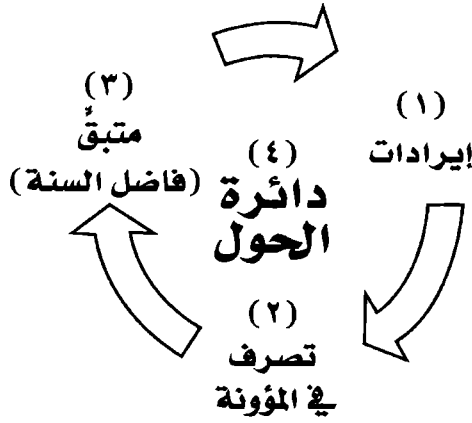 (١)
إيرادات
(٢)
تصرف
في المؤونة
(٣)
متبقٍّ
(فاضل السنة)
(٤)
دائرة
الحول